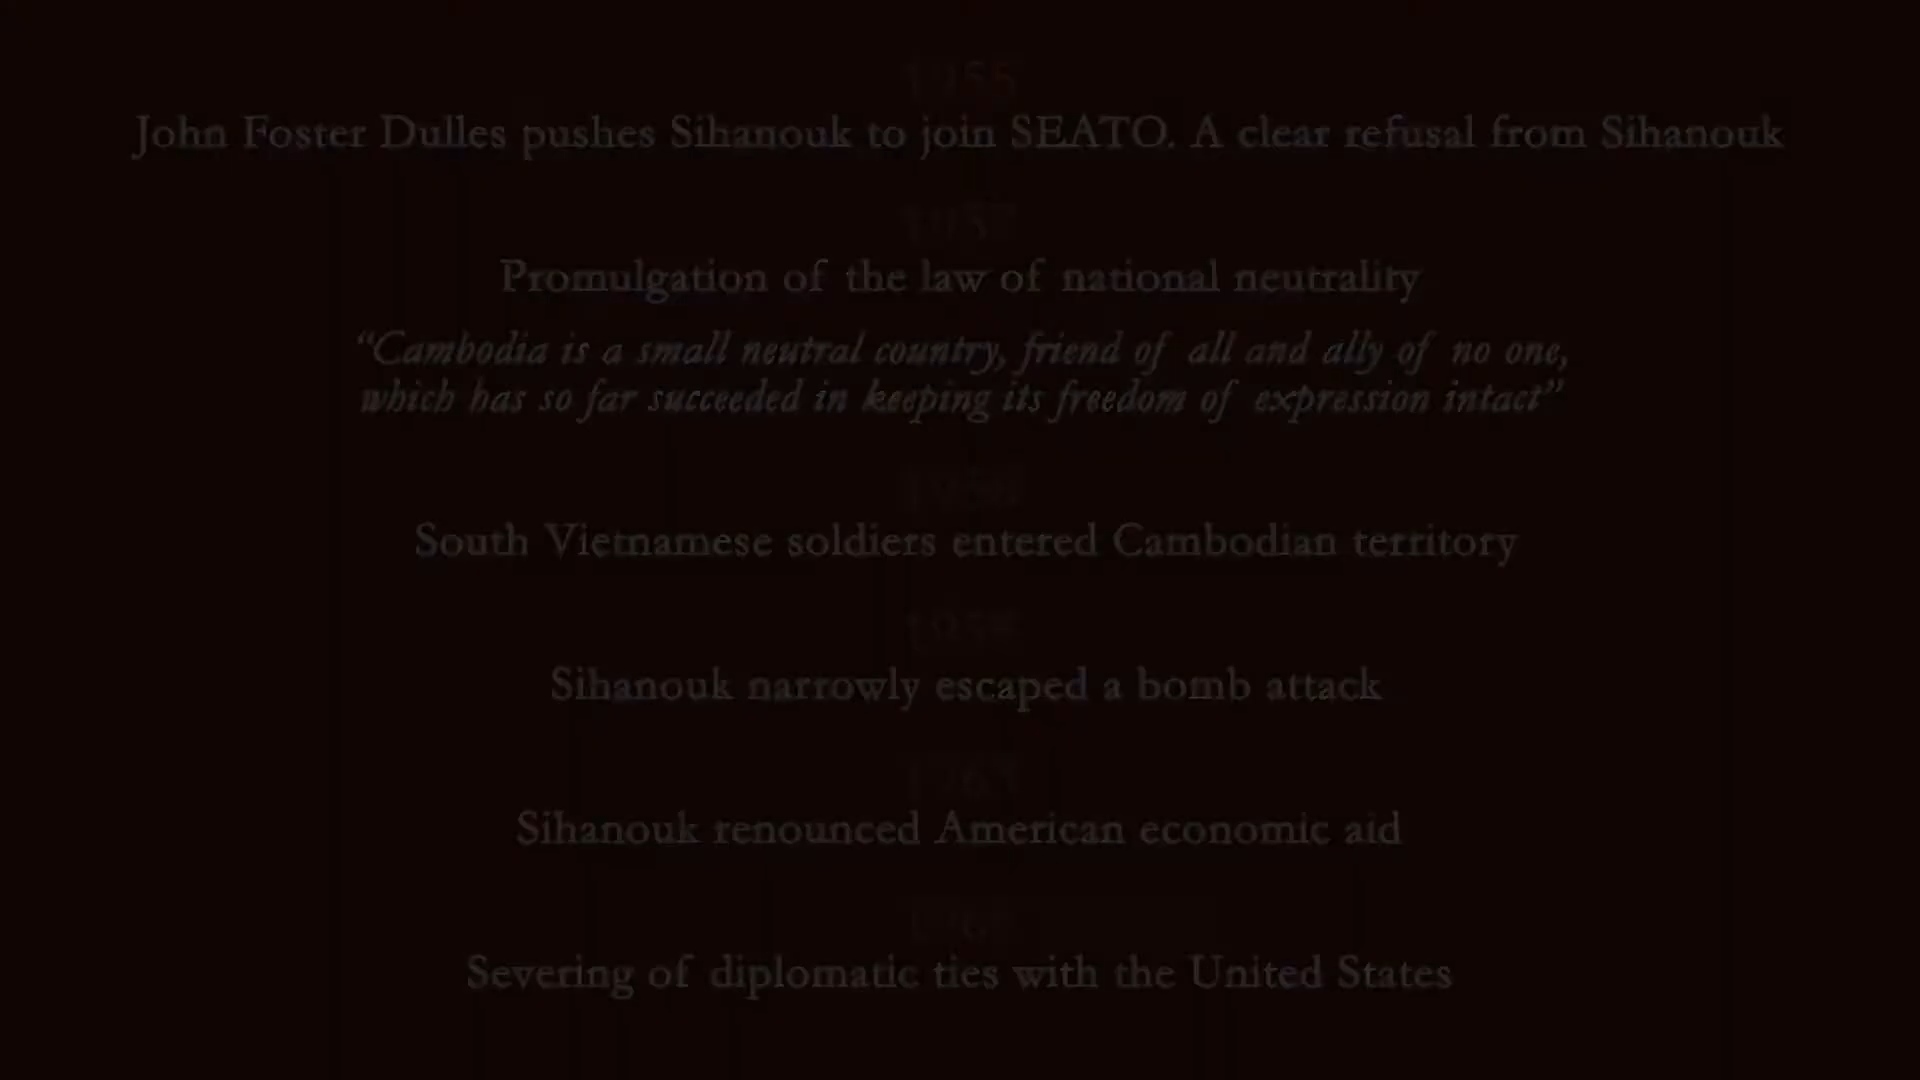 1955
John Foster Dulles pushes Sihanouk to join SEATO. A clear refusal from Sihanouk
Promulgation of the law of national neutrality
“Cambodia is a small neutral country, friend of all and ally of no one,
which has so far succeeded in keeping its freedom of expression intact”
South Vietnamese soldiers entered Cambodian territory
Sihanouk narrowly escaped a bomb attack
1963
Sihanouk renounced American economic aid
Severing of diplomatic ties with the United States